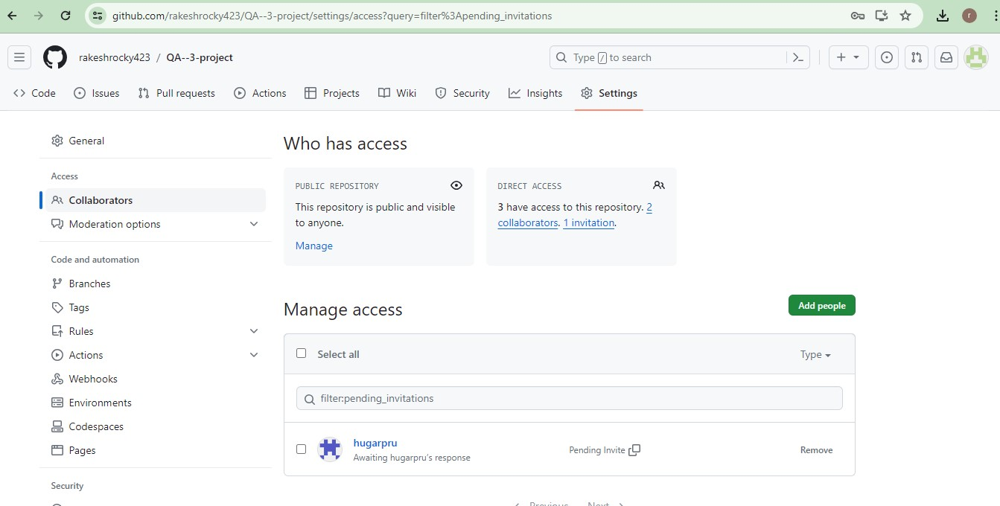 github.com/rakeshrocky423/QA--3-project/settings/access?query=filter%3Apending_invitations
r
rakeshrocky423 / QA--3-project
Type / to search
Code
Issues
Pull requests
Actions
Projects
Wiki
Security
Insights
Settings
General
Access
Collaborators
Moderation options
Code and automation
Branches
Tags
Rules
Actions
Webhooks
Environments
Codespaces
Pages
Security
Who has access
PUBLIC REPOSITORY
This repository is public and visible
to anyone.
Manage
DIRECT ACCESS
3 have access to this repository. 2
collaborators. 1 invitation.
Manage access
Add people
Select all
Type
filter:pending_invitations
hugarpru
Awaiting hugarpru's response
Pending Invite
Remove
Previous
Next